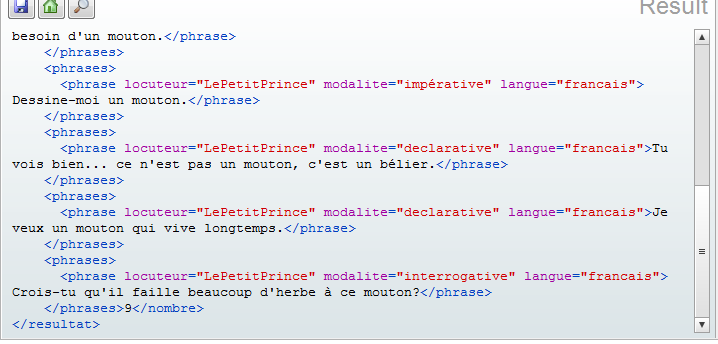 Result
besoin d'un mouton.</phrase>
</phrases>
<phrases>
<phrase locuteur="LePetitPrince" modalite="impérative" langue="francais">
Dessine-moi un mouton.</phrase>
</phrases>
<phrases>
<phrase locuteur="LePetitPrince" modalite="declarative" langue="francais">Tu
vois bien... ce n'est pas un mouton, c'est un bélier.</phrase>
</phrases>
<phrases>
<phrase locuteur="LePetitPrince" modalite="declarative" langue="francais">Je
veux un mouton qui vive longtemps.</phrase>
</phrases>
<phrases>
<phrase locuteur="LePetitPrince" modalite="interrogative" langue="francais">
Crois-tu qu'il faille beaucoup d'herbe à ce mouton?</phrase>
</phrases>9</nombre>
</resultat>